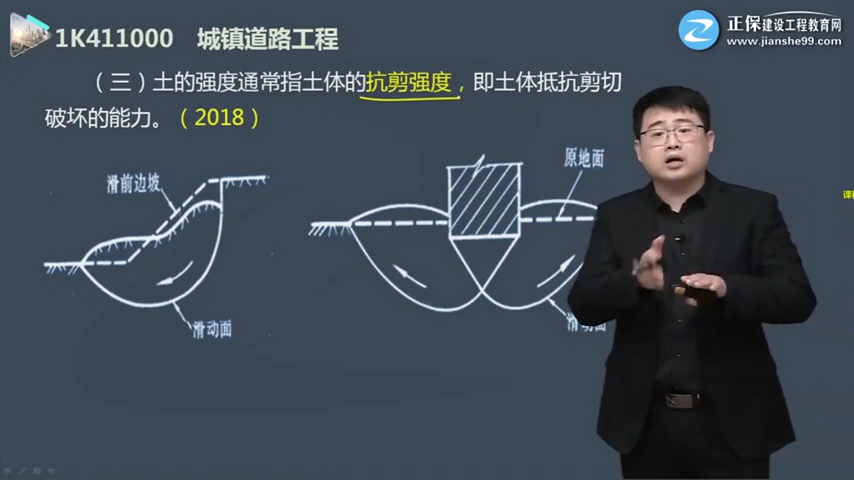 1K411000 城镇道路工程
正保建设工程教育网
www.jianshe99.com
（三）土的强度通常指土体的抗剪强度，即土体抵抗剪切
破坏的能力。（2018）
滑前边坡
滑动面
原地面
滑动面
课程